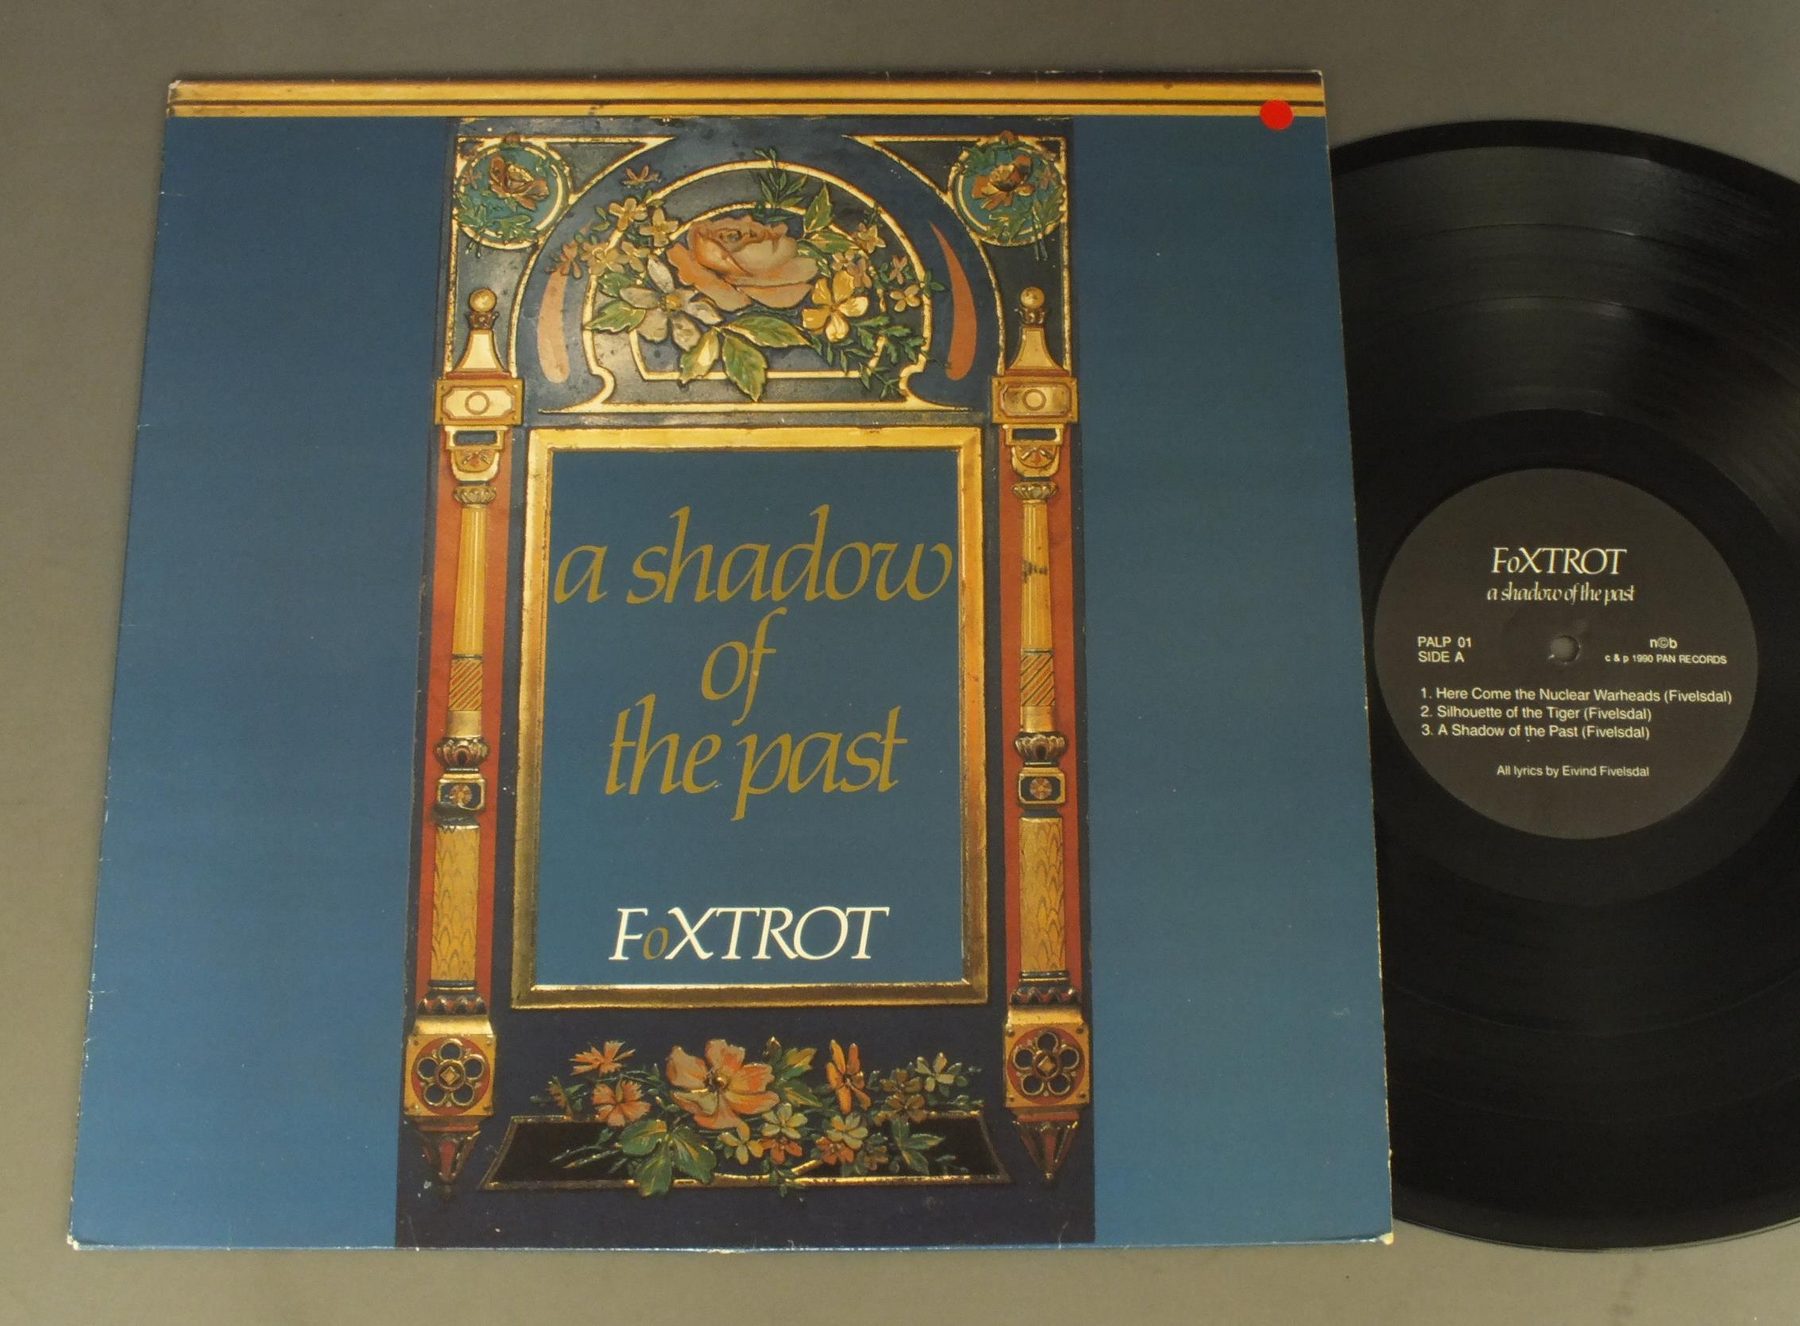 a shadow
of
the past
FoXTROT
FoXTROT
a shadow of the past
PALP 01
SIDE A
n©b
c & p 1990 PAN RECORDS
1. Here Come the Nuclear Warheads (Fivelsdal)
2. Silhouette of the Tiger (Fivelsdal)
3. A Shadow of the Past (Fivelsdal)
All lyrics by Eivind Fivelsdal